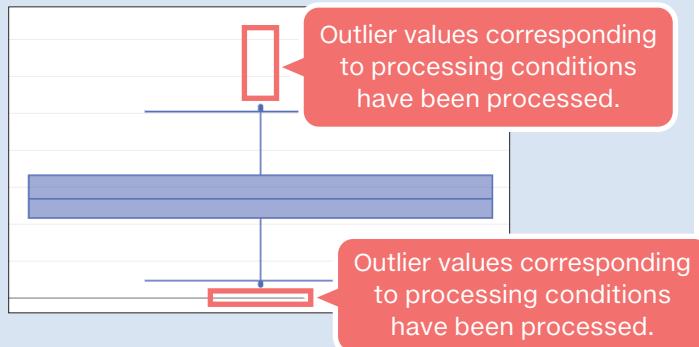 Outlier values corresponding
to processing conditions
have been processed.
Outlier values corresponding
to processing conditions
have been processed.